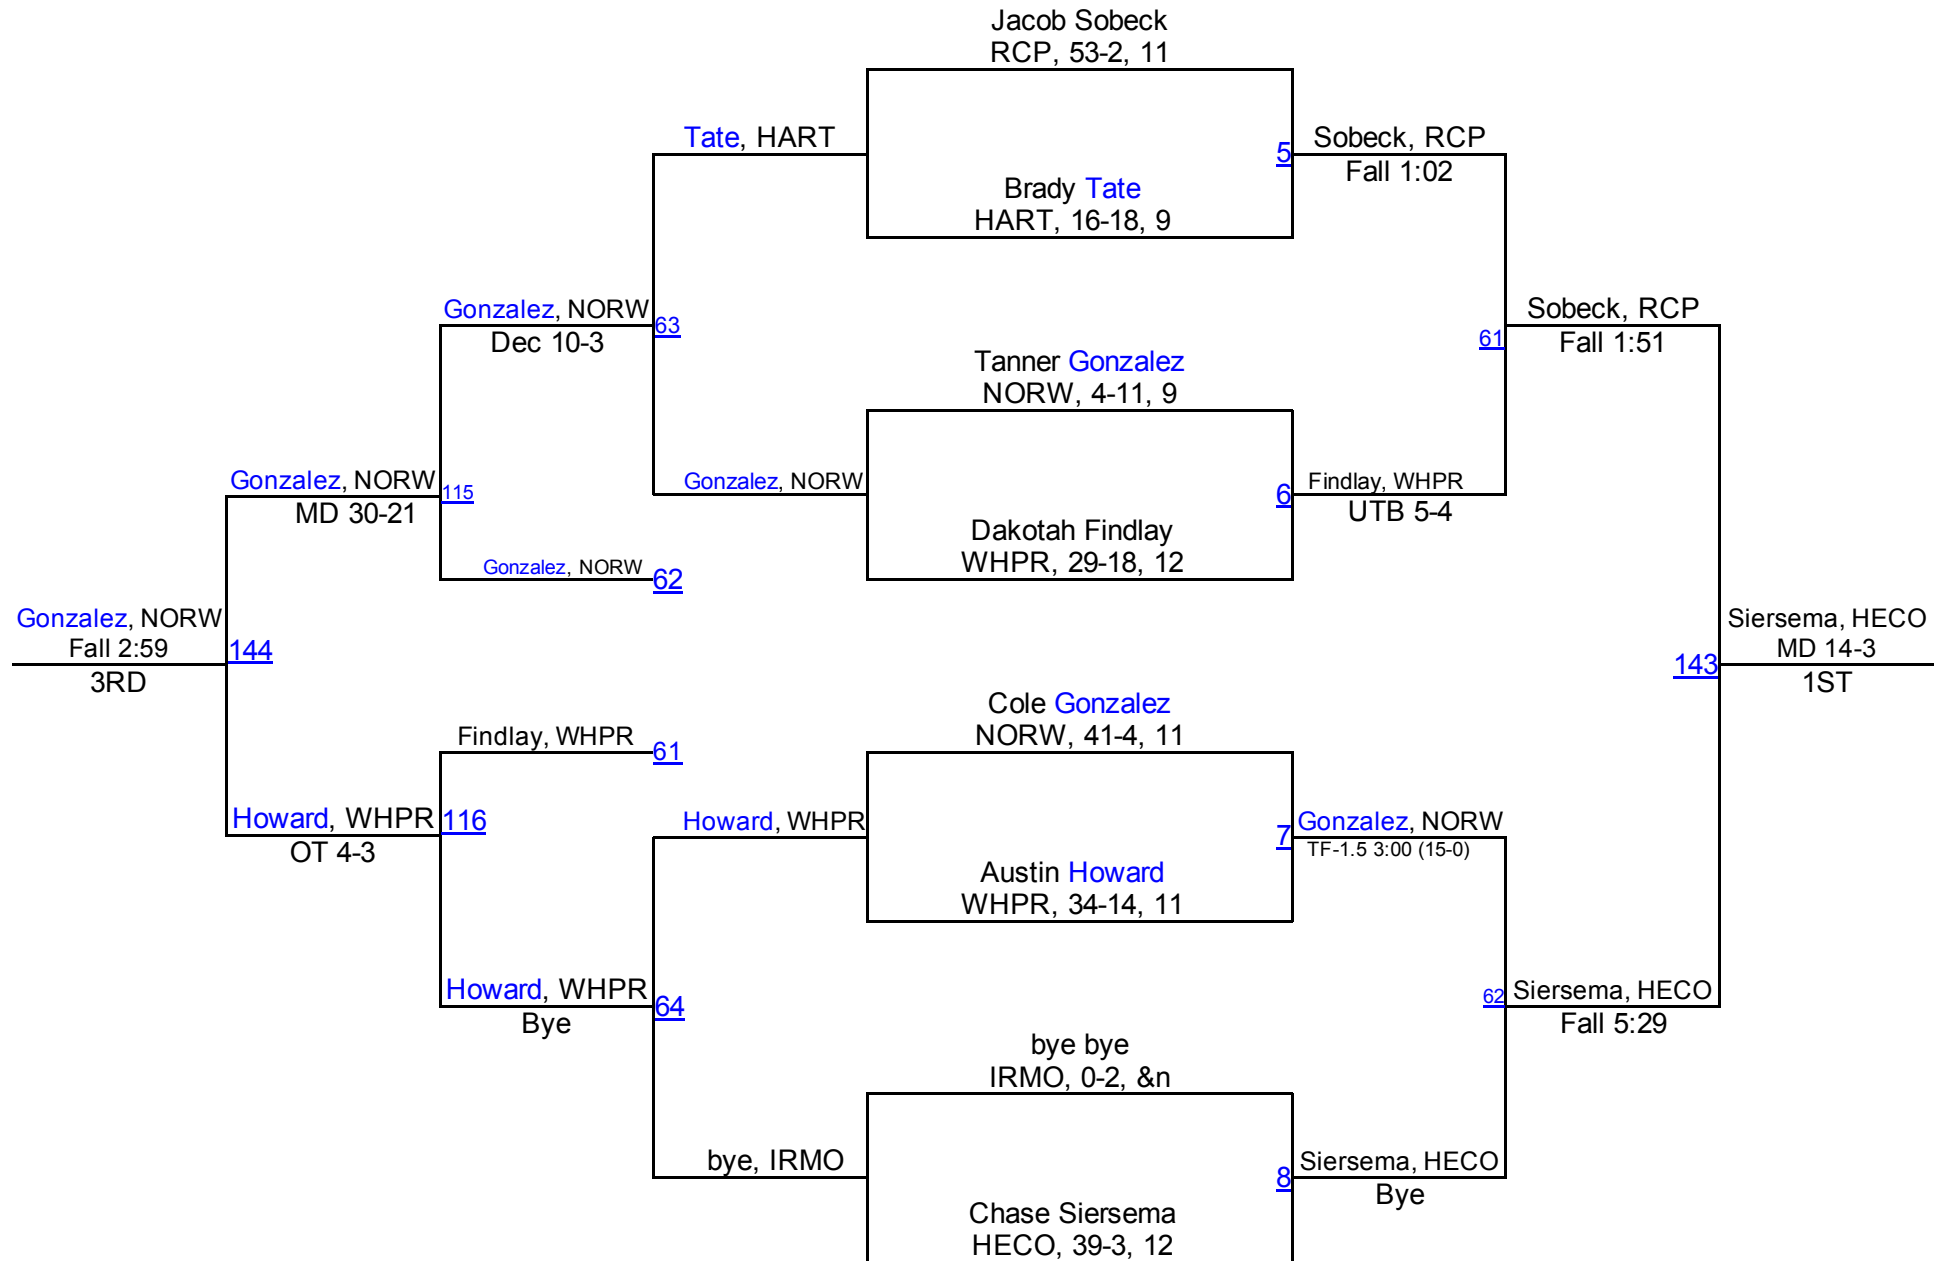 Jacob Sobeck
RCP, 53-2, 11
Tate, HART
5
Sobeck, RCP
Fall 1:02
Brady Tate
HART, 16-18, 9
Gonzalez, NORW
63
Dec 10-3
Sobeck, RCP
61
Fall 1:51
Tanner Gonzalez
NORW, 4-11, 9
Gonzalez, NORW
115
MD 30-21
Gonzalez, NORW
6
Findlay, WHPR
UTB 5-4
Dakotah Findlay
WHPR, 29-18, 12
Gonzalez, NORW
62
Gonzalez, NORW
Fall 2:59
144
3RD
Siersema, HECO
MD 14-3
143
1ST
Cole Gonzalez
NORW, 41-4, 11
Findlay, WHPR
61
Howard, WHPR
116
OT 4-3
Howard, WHPR
7
Gonzalez, NORW
TF-1.5 3:00 (15-0)
Austin Howard
WHPR, 34-14, 11
Howard, WHPR
64
Bye
62
Siersema, HECO
Fall 5:29
bye bye
IRMO, 0-2, &n
bye, IRMO
8
Siersema, HECO
Bye
Chase Siersema
HECO, 39-3, 12